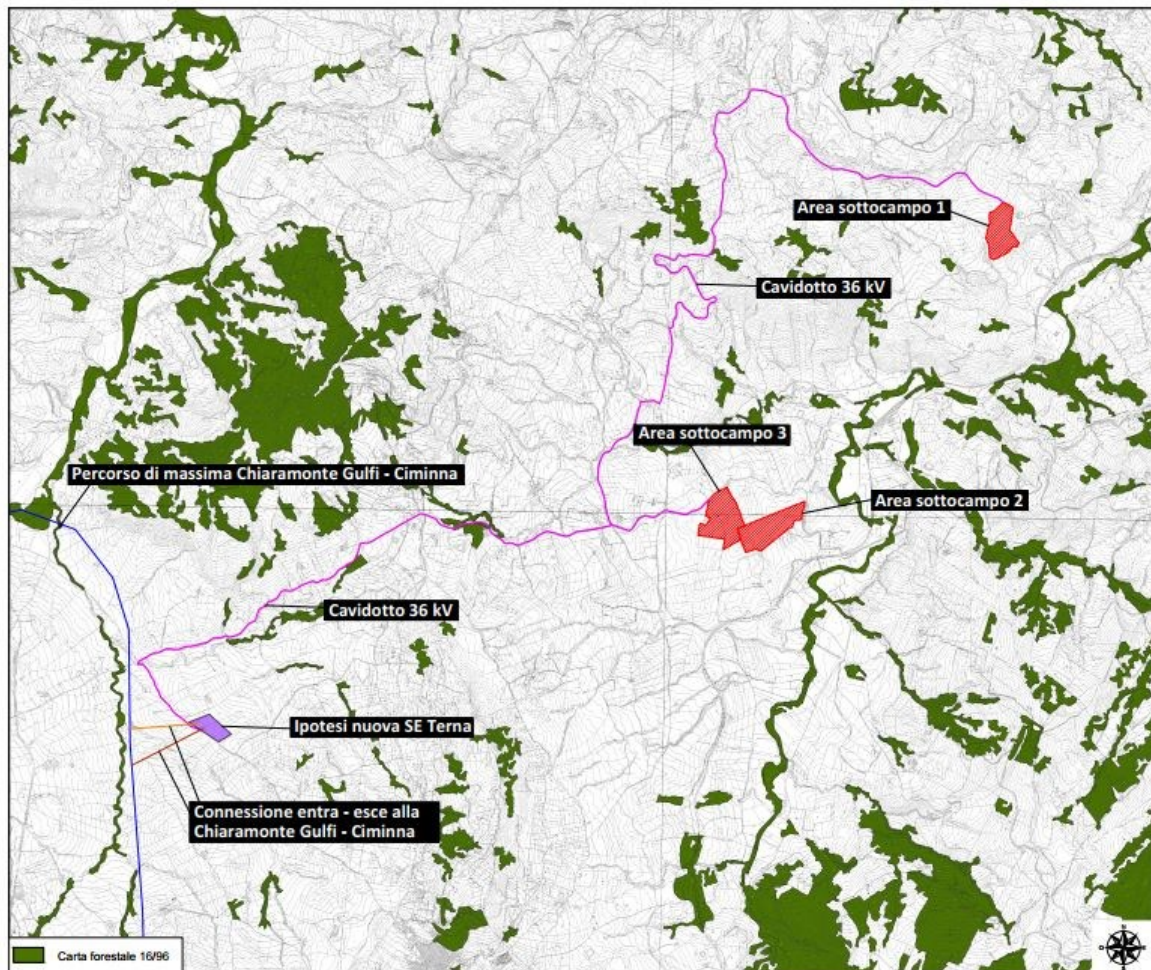 Area sottocampo 1
Cavidotto 36 kV
Area sottocampo 3
Percorso di massima Chiaramonte Gulfi - Ciminna
Area sottocampo 2
Cavidotto 36 kV
Ipotesi nuova SE Terna
Connessione entra - esce alla
Chiaramonte Gulfi - Ciminna
Carta forestale 16/96